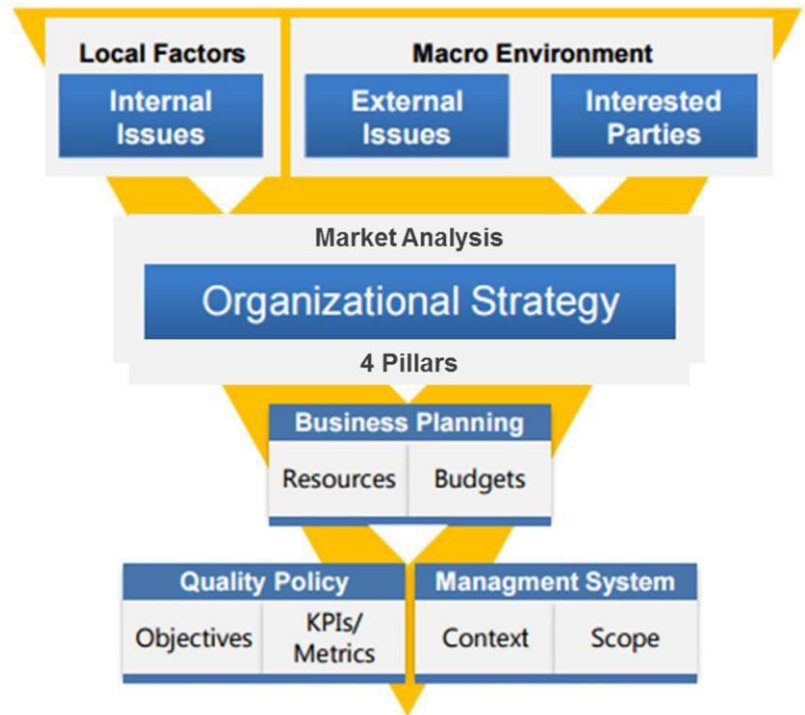 Local Factors
Macro Environment
Internal
Issues
External
Issues
Interested
Parties
Market Analysis
Organizational Strategy
4 Pillars
Business Planning
Resources
Budgets
Quality Policy
Managment System
Objectives
KPIs/
Metrics
Context
Scope